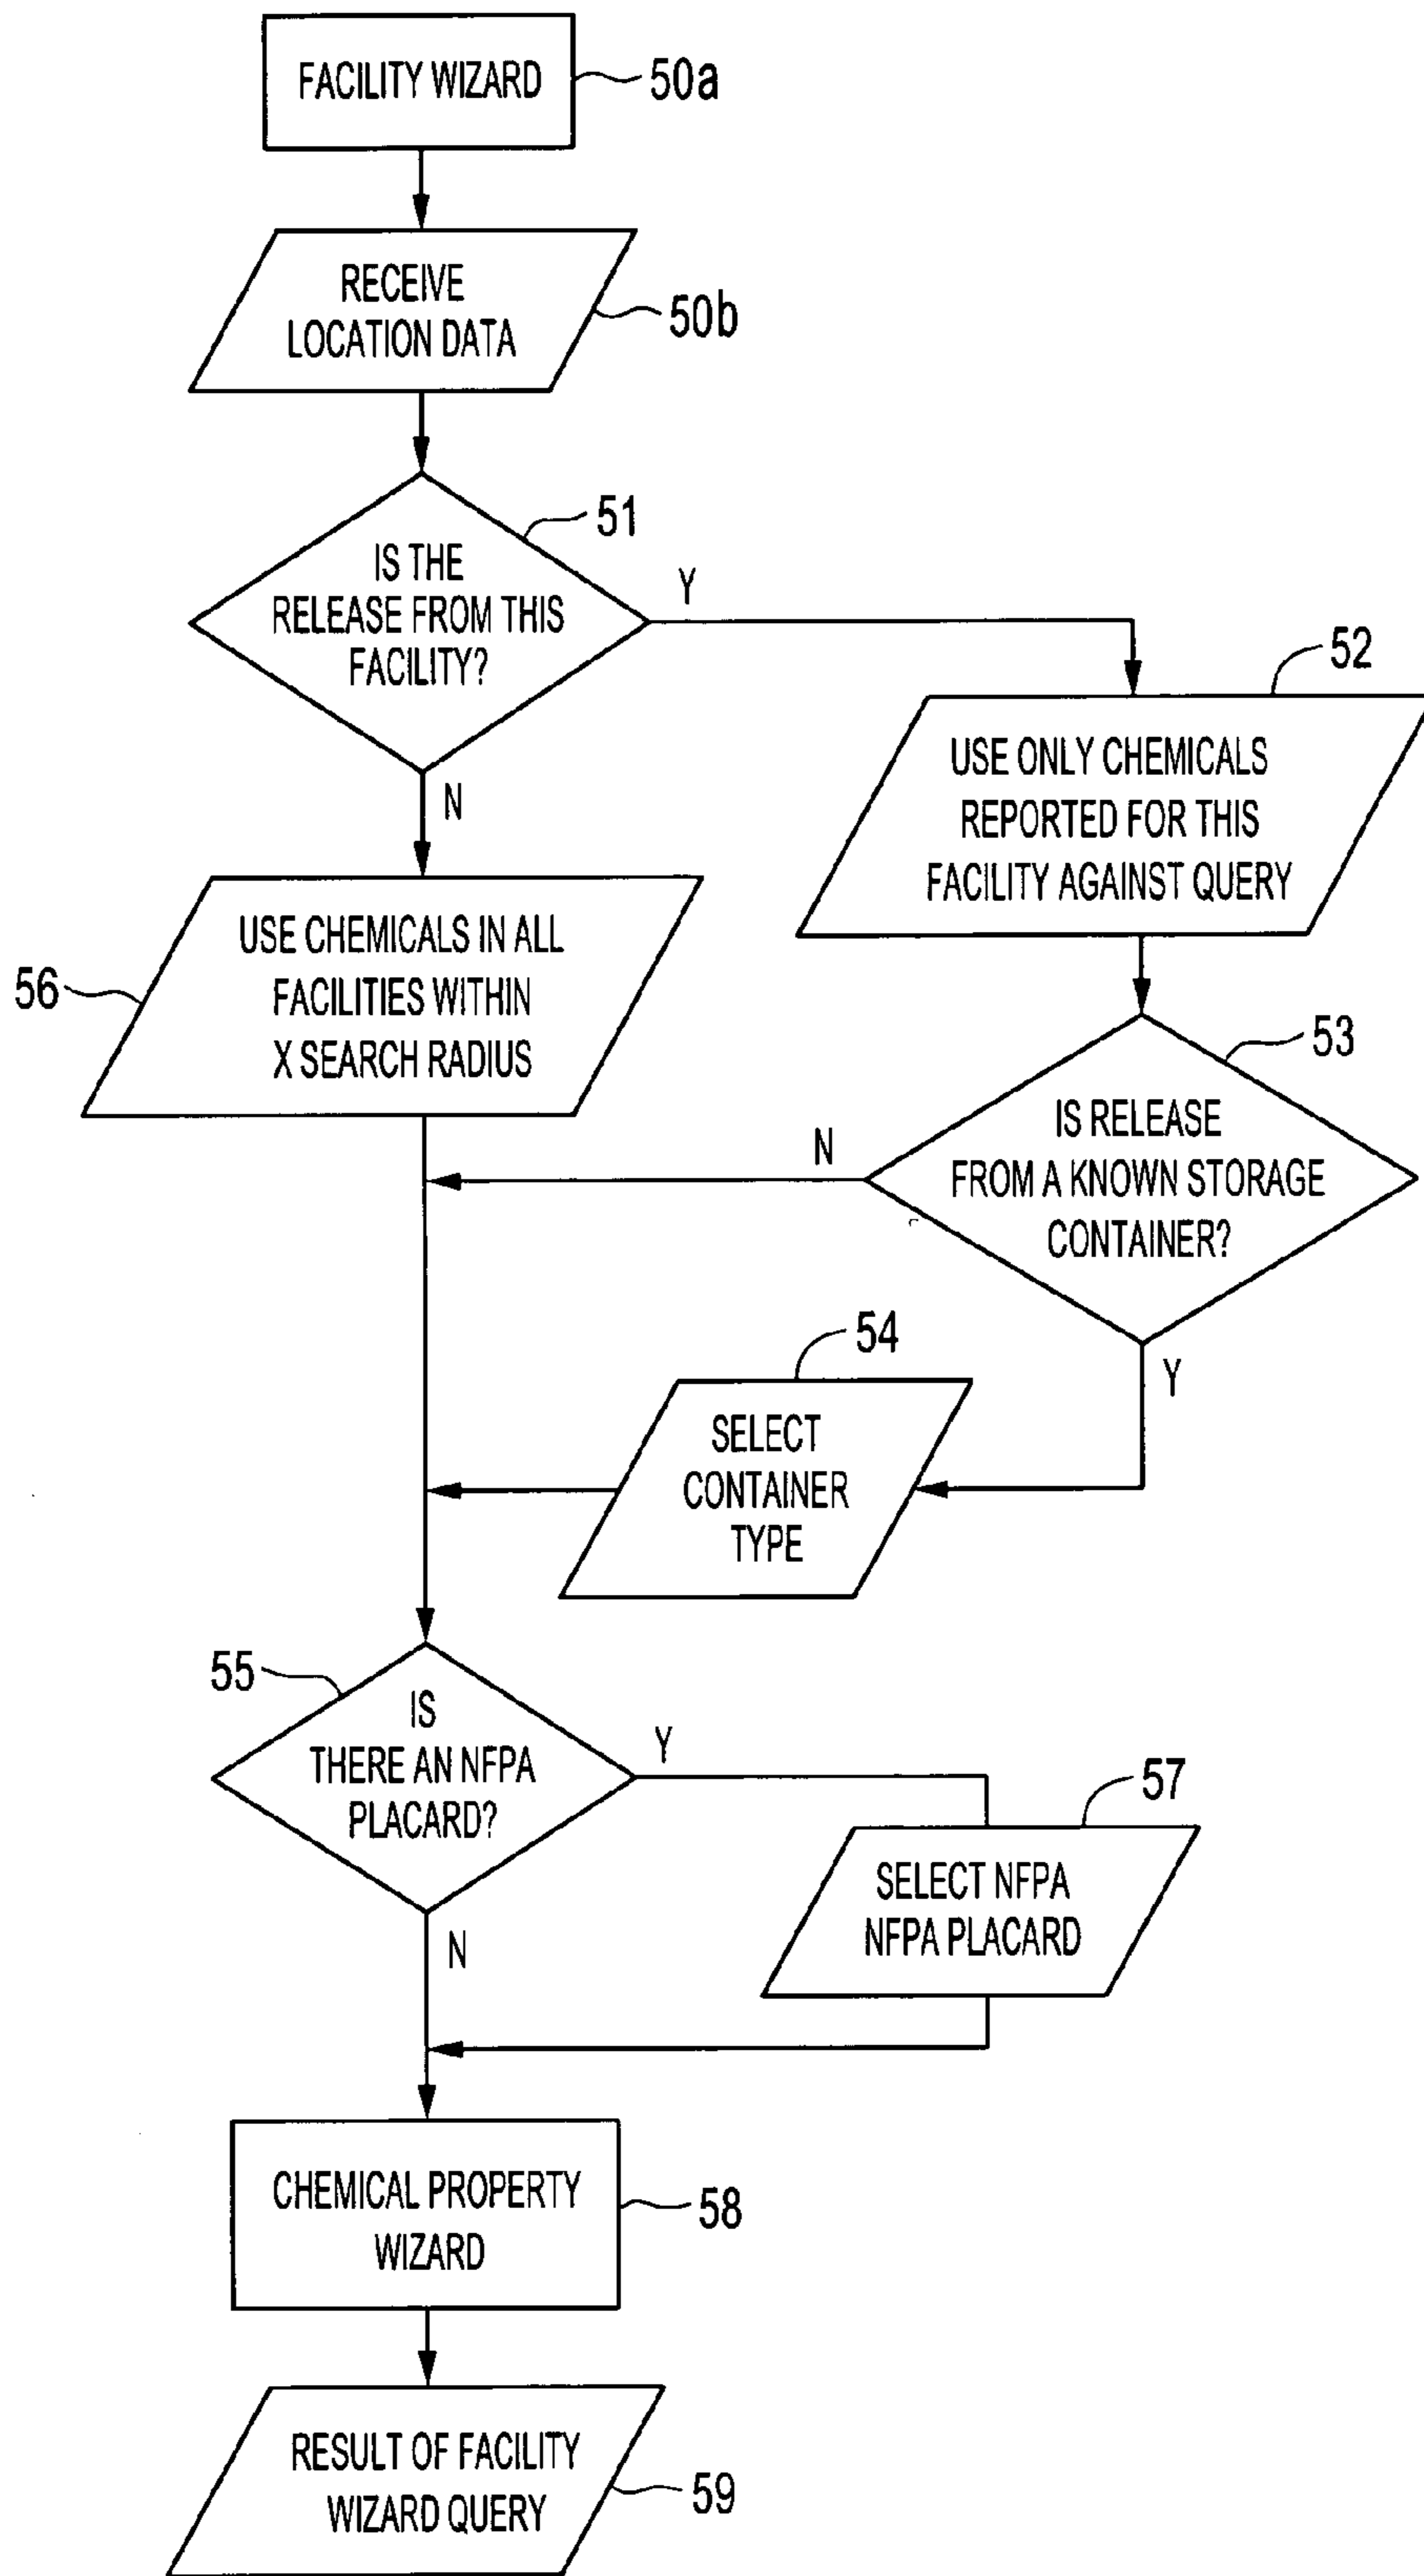 FACILITY WIZARD
50a
RECEIVE
LOCATION DATA
50b
51
IS THE
RELEASE FROM THIS
FACILITY?
Y
N
52
USE ONLY CHEMICALS
REPORTED FOR THIS
FACILITY AGAINST QUERY
56
USE CHEMICALS IN ALL
FACILITIES WITHIN
X SEARCH RADIUS
53
IS RELEASE
FROM A KNOWN STORAGE
CONTAINER?
N
Y
54
SELECT
CONTAINER
TYPE
55
IS
THERE AN NFPA
PLACARD?
Y
N
57
SELECT NFPA
NFPA PLACARD
CHEMICAL PROPERTY
WIZARD
58
RESULT OF FACILITY
WIZARD QUERY
59